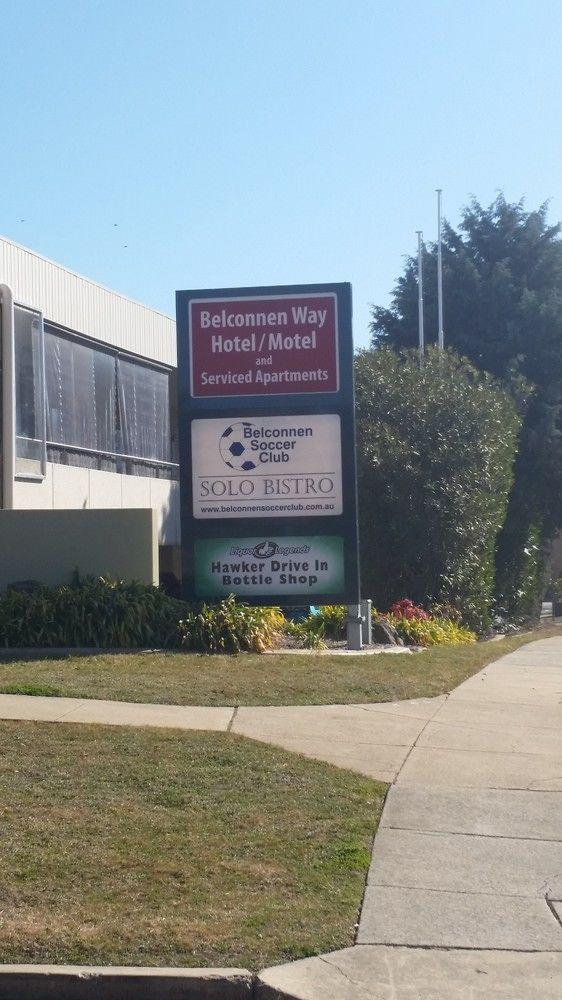 Belconnen Way
Hotel/Motel
and
Serviced Apartments
Belconnen
Soccer
Club
SOLO BISTRO
www.belconnensoccerclub.com.au
Liquor Legends
Hawker Drive In
Bottle Shop